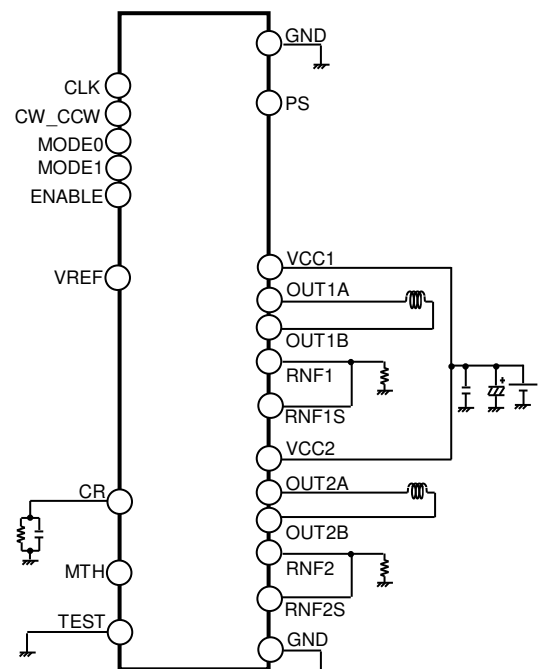 GND
CLK
PS
CW_CCW
MODE0
MODE1
ENABLE
VCC1
VREF
OUT1A
OUT1B
RNF1
RNF1S
VCC2
CR
OUT2A
OUT2B
RNF2
MTH
RNF2S
TEST
GND
+